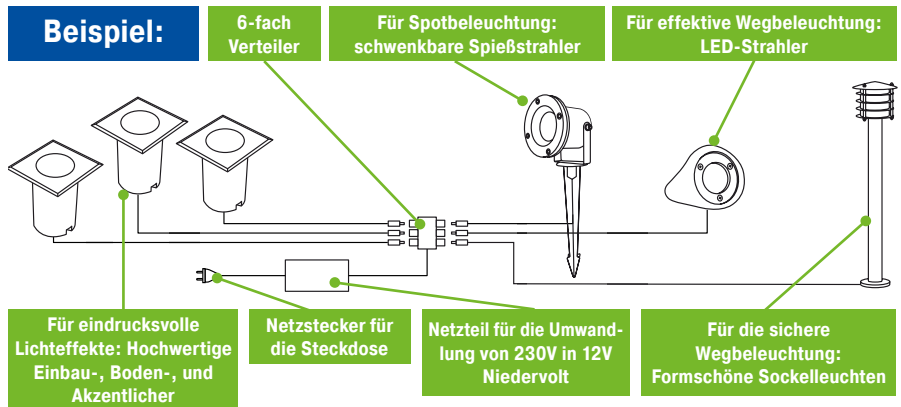 Beispiel:
6-fach
Verteiler
Für Spotbeleuchtung:
schwenkbare Spießstrahler
Für effektive Wegbeleuchtung:
LED-Strahler
Für eindrucksvolle
Lichteffekte: Hochwertige
Einbau-, Boden-, und
Akzentlicher
Netzstecker für
die Steckdose
Netzteil für die Umwand-
lung von 230V in 12V
Niedervolt
Für die sichere
Wegbeleuchtung:
Formschöne Sockelleuchten